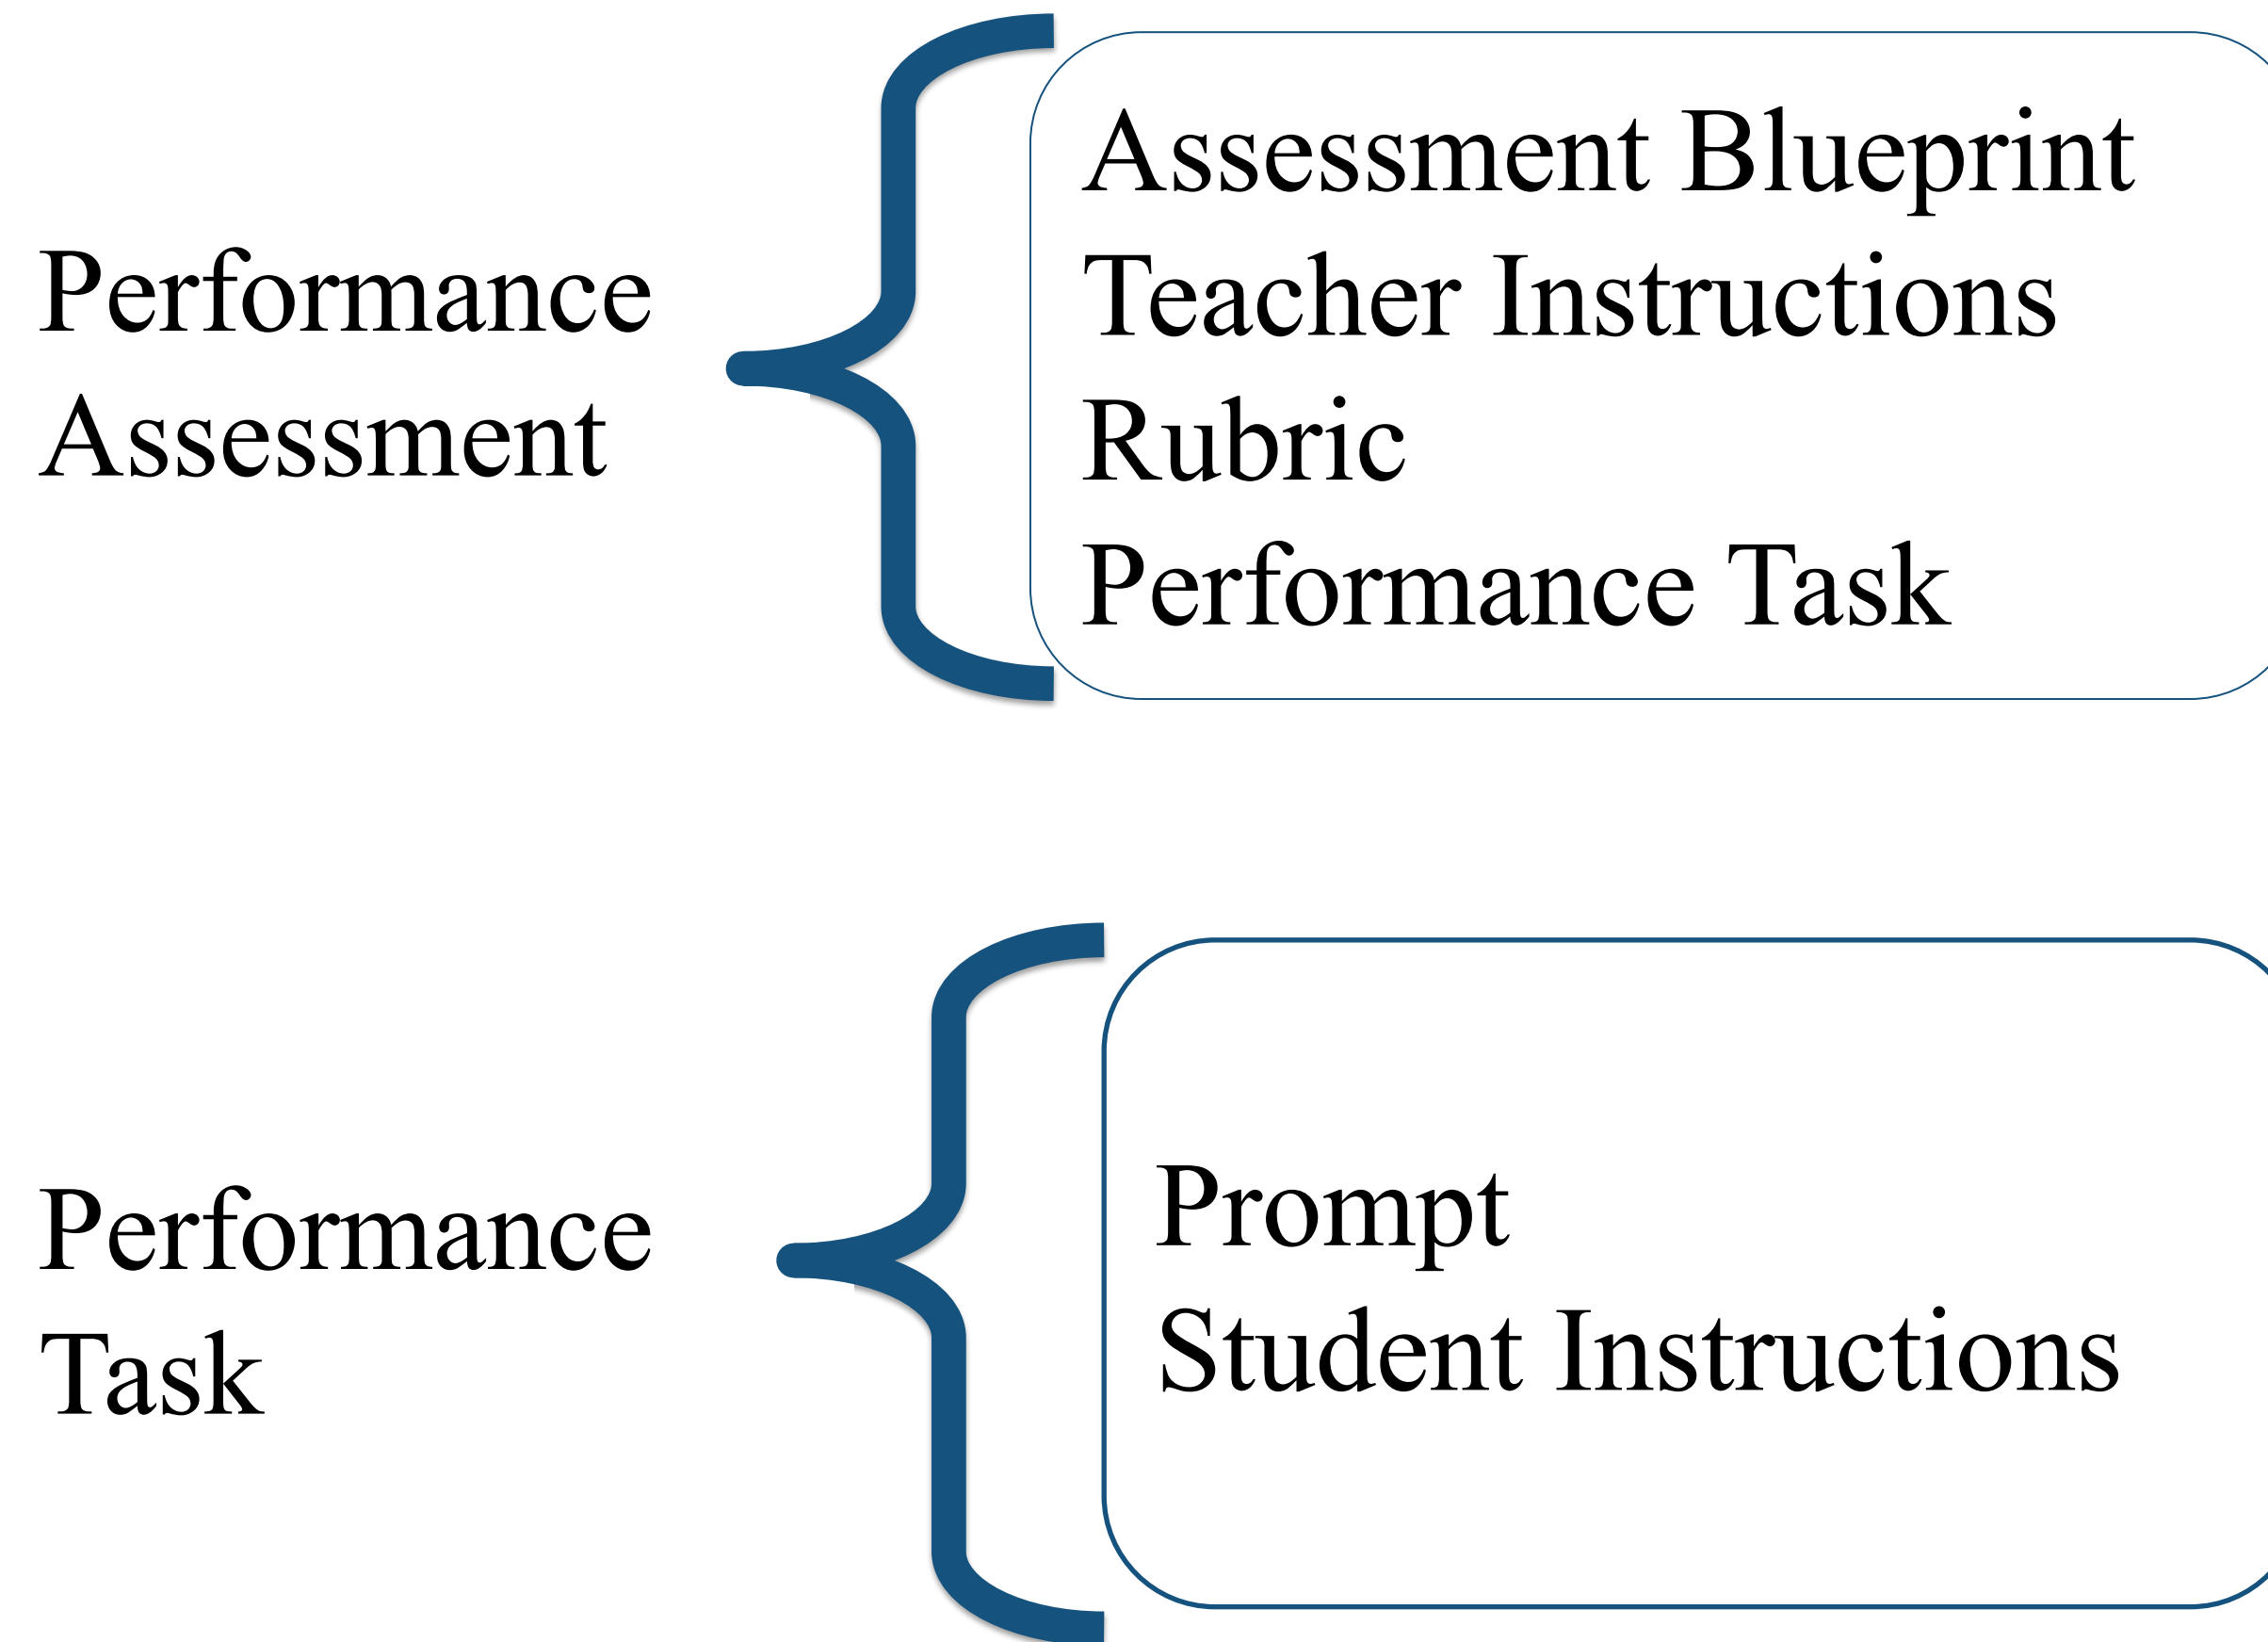 Performance
Assessment
Assessment Blueprint
Teacher Instructions
Rubric
Performance Task
Performance
Task
Prompt
Student Instructions